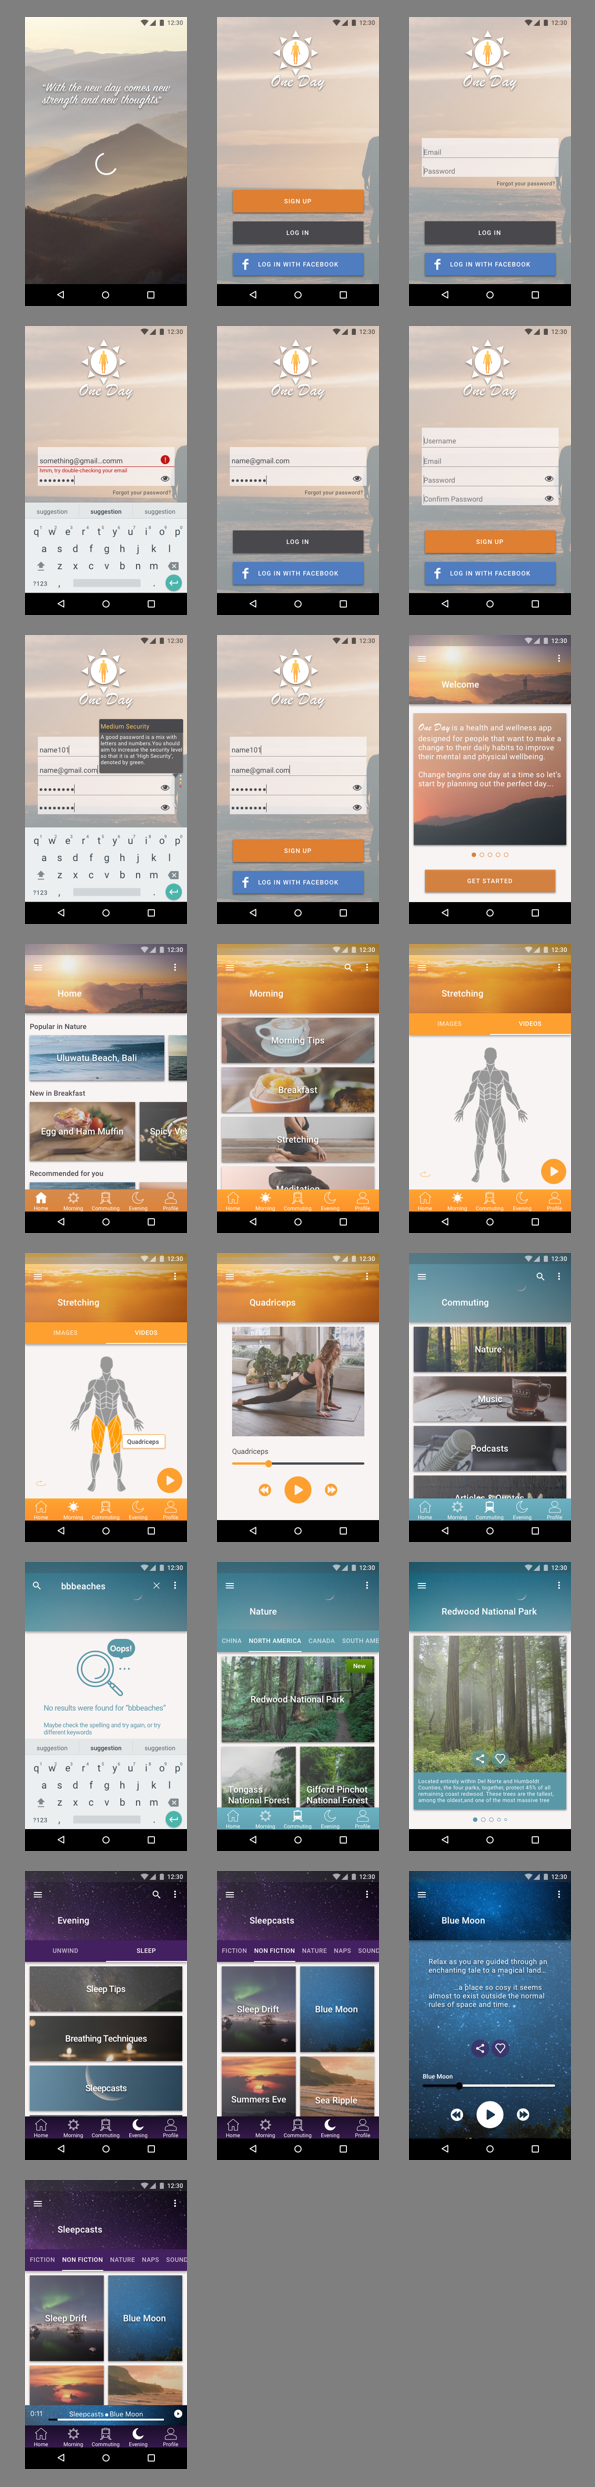 12:30
"With the new day comes new
strength and new thoughts"
12:30
One Day
SIGN UP
LOG IN
f LOG IN WITH FACEBOOK
12:30
One Day
Email
Password
Forgot your password?
LOG IN
f LOG IN WITH FACEBOOK
12:30
One Day
something@gmail...comm
hmm, try double-checking your email
Forgot your password?
suggestion suggestion suggestion
q w e r t y u i o p
a s d f g h j k l
z x c v b n m
?123 , .
12:30
One Day
name@gmail.com
Forgot your password?
LOG IN
f LOG IN WITH FACEBOOK
12:30
One Day
Username
Email
Password
Confirm Password
SIGN UP
f LOG IN WITH FACEBOOK
12:30
One Day
Medium Security
A good password is a mix with
letters and numbers.You should
aim to increase the security level
so that it is at 'High Security',
denoted by green.
name101
name@gmail.com
q w e r t y u i o p
a s d f g h j k l
z x c v b n m
?123 , .
12:30
One Day
name101
name@gmail.com
SIGN UP
f LOG IN WITH FACEBOOK
12:30
Welcome
One Day is a health and wellness app
designed for people that want to make a
change to their daily habits to improve
their mental and physical wellbeing.
Change begins one day at a time so let's
start by planning out the perfect day....
GET STARTED
12:30
Home
Popular in Nature
Uluwatu Beach, Bali
New in Breakfast
Egg and Ham Muffin
Spicy Ve
Recommended for you
Home Morning Commuting Evening Profile
12:30
Morning
Morning Tips
Breakfast
Stretching
Meditation
Home Morning Commuting Evening Profile
12:30
Stretching
IMAGES VIDEOS
Home Morning Commuting Evening Profile
12:30
Stretching
IMAGES VIDEOS
Quadriceps
Home Morning Commuting Evening Profile
12:30
Quadriceps
Quadriceps
12:30
Commuting
Nature
Music
Podcasts
Articles & Quotes
Home Morning Commuting Evening Profile
12:30
bbbeaches
Oops!
No results were found for "bbbeaches"
Maybe check the spelling and try again, or try
different keywords
suggestion suggestion suggestion
q w e r t y u i o p
a s d f g h j k l
z x c v b n m
?123 , .
12:30
Nature
CHINA NORTH AMERICA CANADA SOUTH AME
New
Redwood National Park
Tongass
National Forest
Gifford Pinchot
National Forest
Home Morning Commuting Evening Profile
12:30
Redwood National Park
Located entirely within Del Norte and Humboldt
Counties, the four parks, together, protect 45% of all
remaining coast redwood. These trees are the tallest,
among the oldest,and one of the most massive tree
12:30
Evening
UNWIND SLEEP
Sleep Tips
Breathing Techniques
Sleepcasts
Home Morning Commuting Evening Profile
12:30
Sleepcasts
FICTION NON FICTION NATURE NAPS SOUND
Sleep Drift
Blue Moon
Summers Eve
Sea Ripple
Home Morning Commuting Evening Profile
12:30
Blue Moon
Relax as you are guided through an
enchanting tale to a magical land...
...a place so cosy it seems
almost to exist outside the normal
rules of space and time.
Blue Moon
12:30
Sleepcasts
FICTION NON FICTION NATURE NAPS SOUND
Sleep Drift
Blue Moon
0:11 Sleepcasts • Blue Moon
Home Morning Commuting Evening Profile